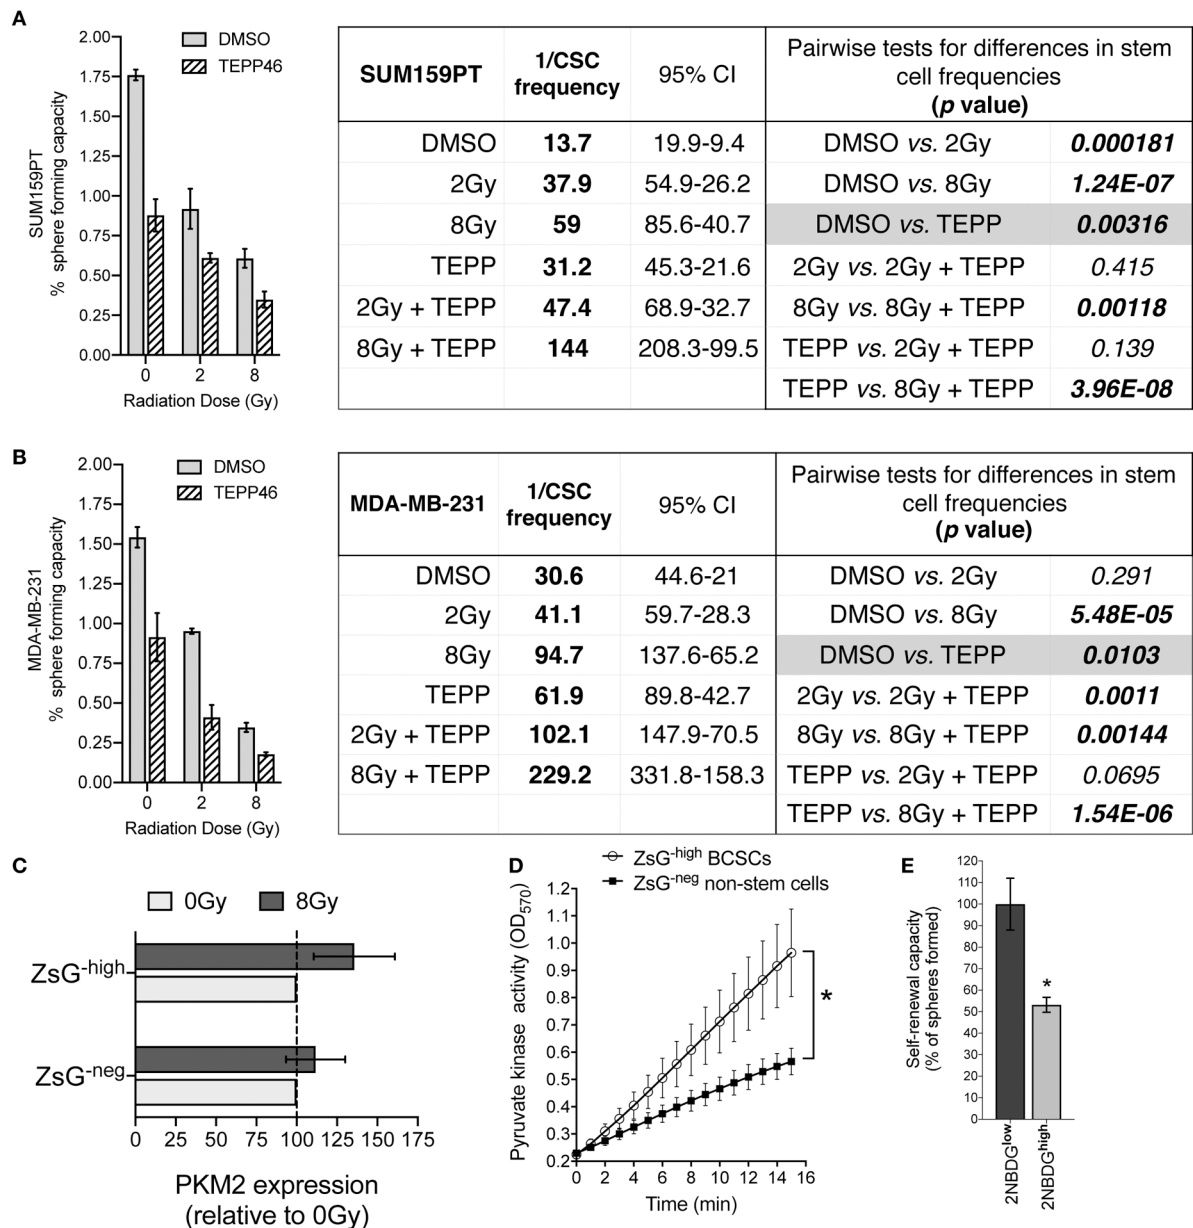 A
2.00
1.75
1.50
1.25
1.00
0.75
0.50
0.25
0.00
SUM159PT
% sphere forming capacity
DMSO
TEPP46
0 2 8
Radiation Dose (Gy)
SUM159PT 1/CSC frequency 95% CI Pairwise tests for differences in stem cell frequencies (p value)
DMSO 13.7 19.9-9.4 DMSO vs. 2Gy 0.000181
2Gy 37.9 54.9-26.2 DMSO vs. 8Gy 1.24E-07
8Gy 59 85.6-40.7 DMSO vs. TEPP 0.00316
TEPP 31.2 45.3-21.6 2Gy vs. 2Gy + TEPP 0.415
2Gy + TEPP 47.4 68.9-32.7 8Gy vs. 8Gy + TEPP 0.00118
8Gy + TEPP 144 208.3-99.5 TEPP vs. 2Gy + TEPP 0.139
TEPP vs. 8Gy + TEPP 3.96E-08
B
2.00
1.75
1.50
1.25
1.00
0.75
0.50
0.25
0.00
MDA-MB-231
% sphere forming capacity
DMSO
TEPP46
0 2 8
Radiation Dose (Gy)
MDA-MB-231 1/CSC frequency 95% CI Pairwise tests for differences in stem cell frequencies (p value)
DMSO 30.6 44.6-21 DMSO vs. 2Gy 0.291
2Gy 41.1 59.7-28.3 DMSO vs. 8Gy 5.48E-05
8Gy 94.7 137.6-65.2 DMSO vs. TEPP 0.0103
TEPP 61.9 89.8-42.7 2Gy vs. 2Gy + TEPP 0.0011
2Gy + TEPP 102.1 147.9-70.5 8Gy vs. 8Gy + TEPP 0.00144
8Gy + TEPP 229.2 331.8-158.3 TEPP vs. 2Gy + TEPP 0.0695
TEPP vs. 8Gy + TEPP 1.54E-06
C
0Gy 8Gy
ZsG-high
ZsG-neg
0 25 50 75 100 125 150 175
PKM2 expression
(relative to 0Gy)
D
ZsG-high BCSCs
ZsG-neg non-stem cells
Pyruvate kinase activity (OD570)
1.2
1.1
1.0
0.9
0.8
0.7
0.6
0.5
0.4
0.3
0.2
*
0 2 4 6 8 10 12 14 16
Time (min)
E
Self-renewal capacity
(% of spheres formed)
120
110
100
90
80
70
60
50
40
30
20
10
0
*
2NBDGlow
2NBDGhigh